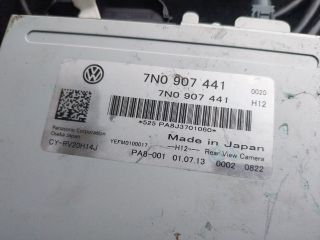 7N0 907 441
0020
7N0 907 441
H12
*525 PA8J3701060*
Panasonic Corporation
Osaka Japan
Made in Japan
CY-RV20H14J
YEFM0100017
--H12--
Rear View Camera
PA8-001 01.07.13 0002 0822